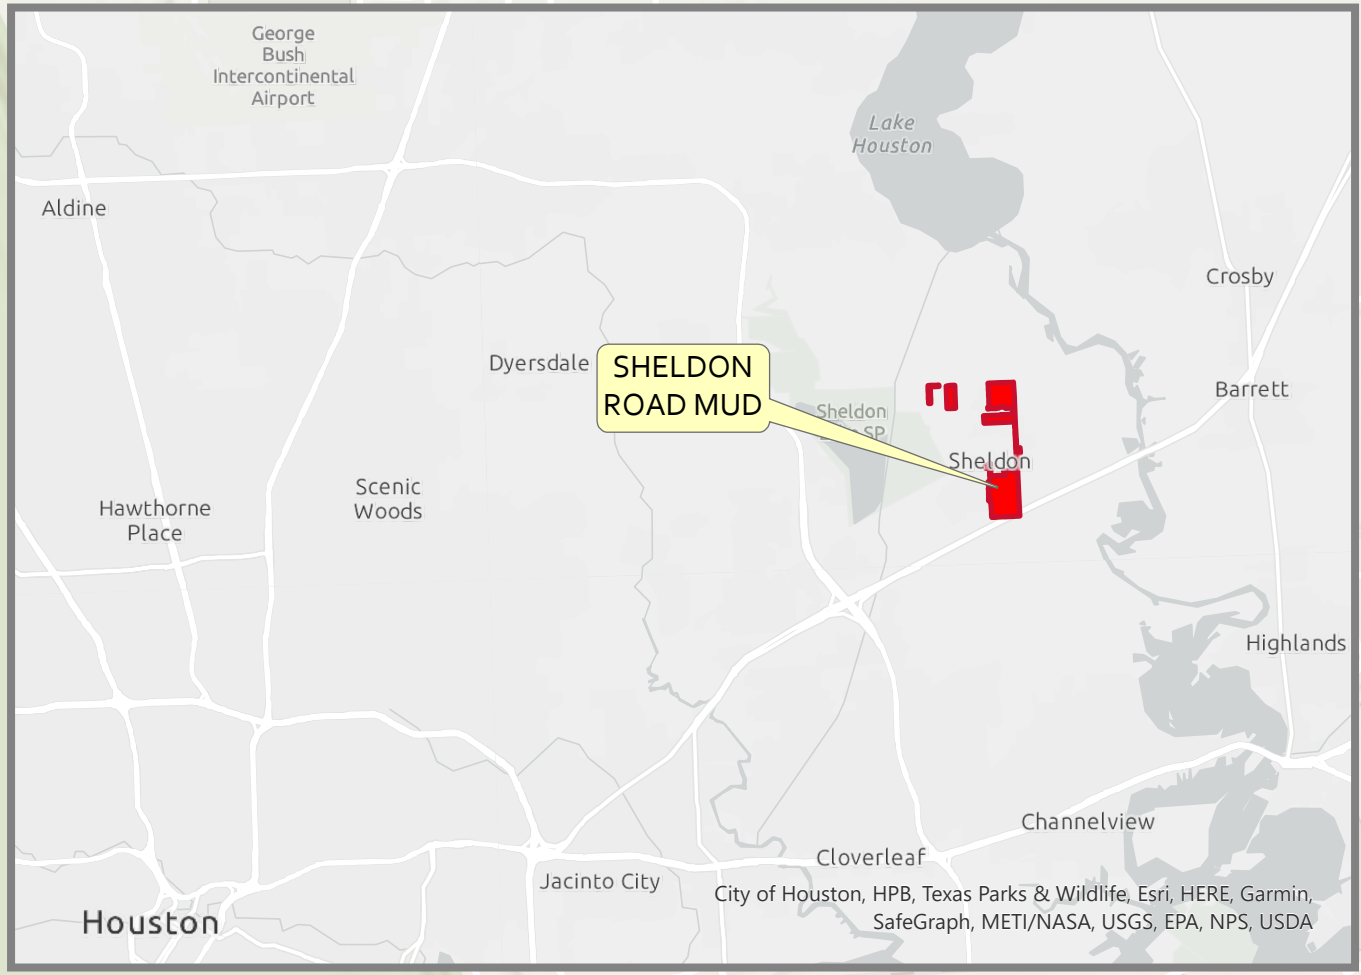 George
Bush
Intercontinental
Airport
Lake
Houston
Aldine
Crosby
Dyersdale
SHELDON
ROAD MUD
Barrett
Sheldon
SP
Sheldon
Scenic
Woods
Hawthorne
Place
Highlands
Channelview
Cloverleaf
Jacinto City
City of Houston, HPB, Texas Parks & Wildlife, Esri, HERE, Garmin,
SafeGraph, METI/NASA, USGS, EPA, NPS, USDA
Houston